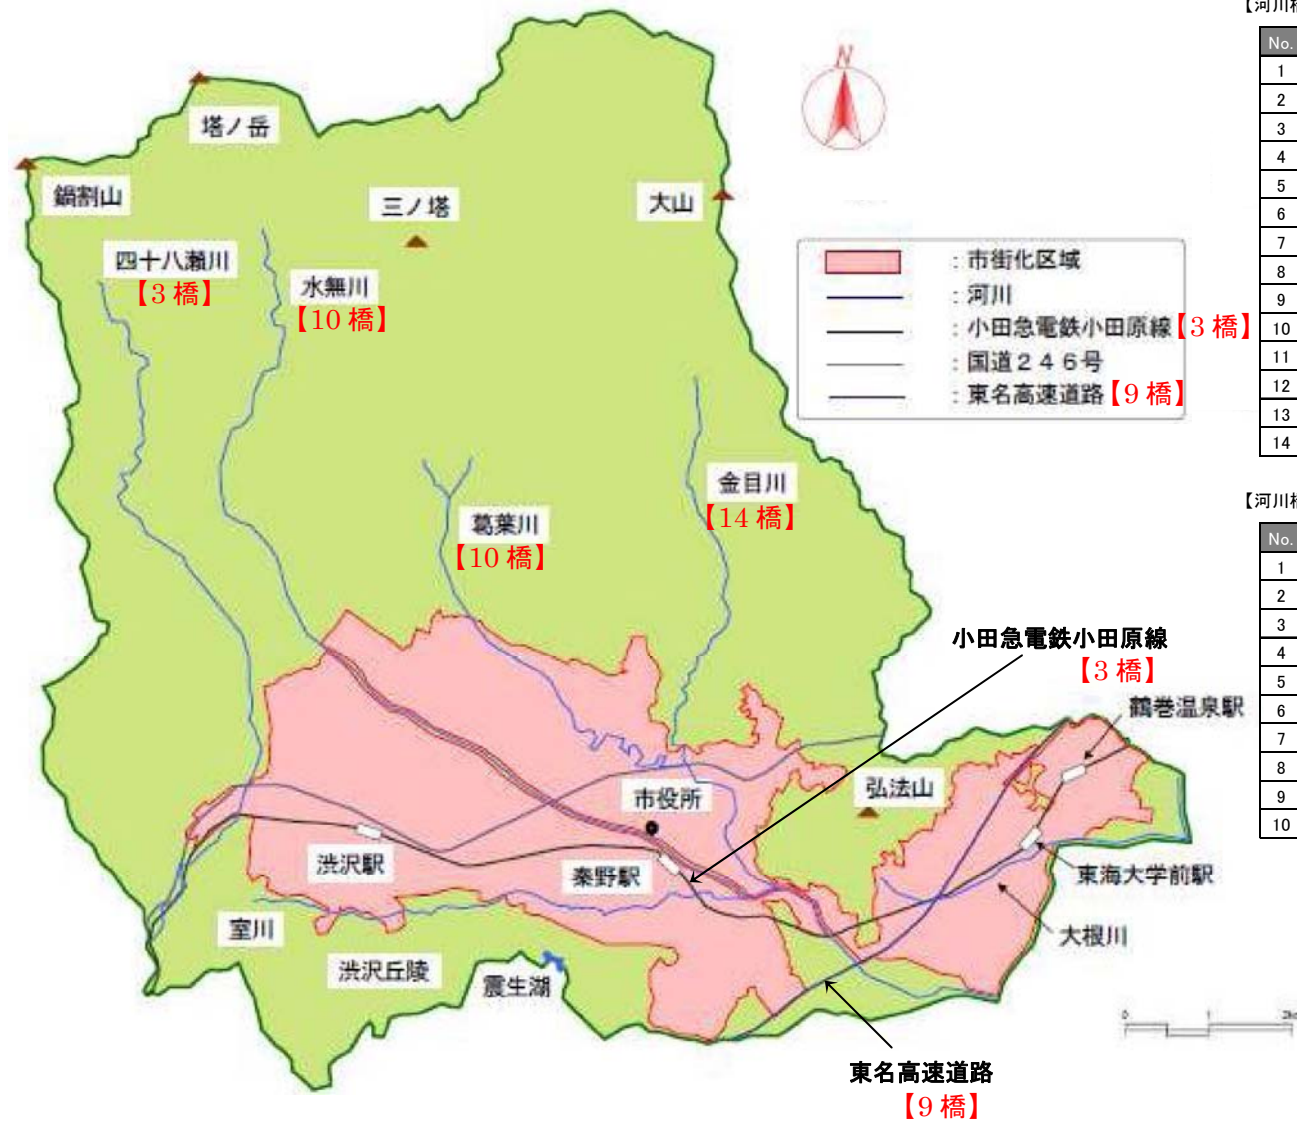 【河川橋
No.
1
2
3
4
5
6
7
8
9
10
11
12
13
14
N
塔ノ岳
鍋割山
三ノ塔
大山
四十八瀬川
【3 橋】
水無川
【10 橋】
：市街化区域
：河川
：小田急電鉄小田原線【3 橋】
：国道２４６号
：東名高速道路【9 橋】
金目川
【14 橋】
葛葉川
【10 橋】
【河川橋
No.
1
2
3
4
5
6
7
8
9
10
小田急電鉄小田原線
【3 橋】
鶴巻温泉駅
市役所
弘法山
渋沢駅
秦野駅
東海大学前駅
室川
大根川
渋沢丘陵
震生湖
0 1
東名高速道路
【9 橋】